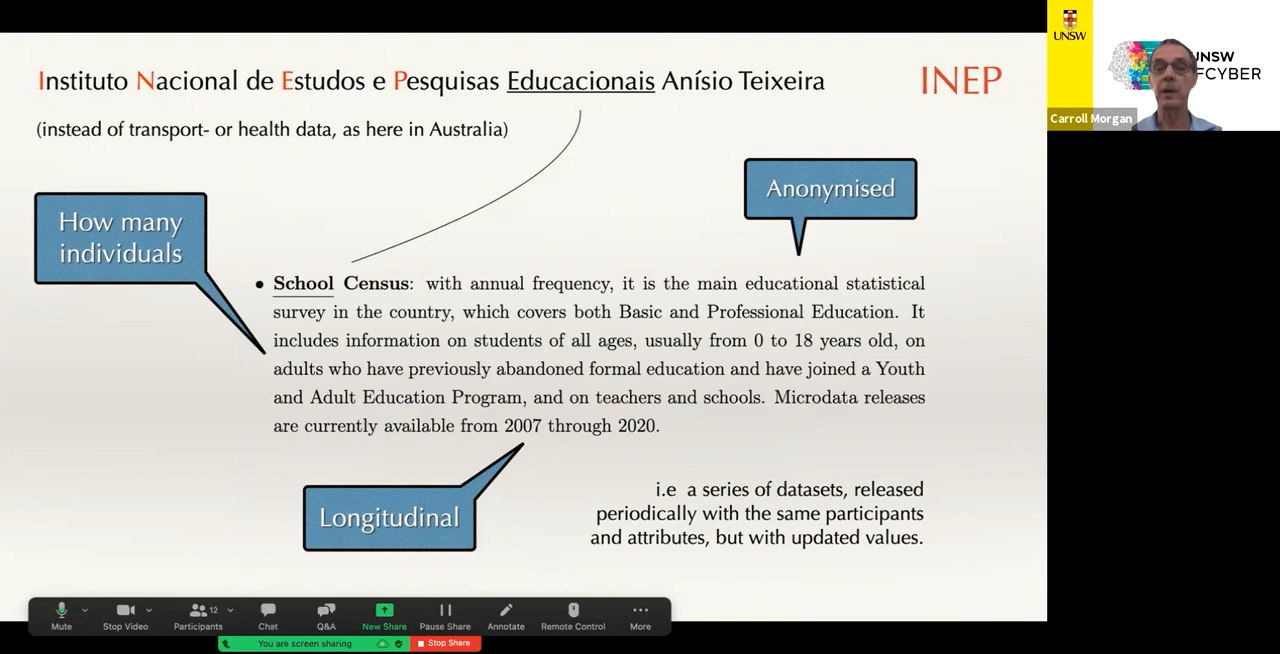 Instituto Nacional de Estudos e Pesquisas Educacionais Anísio Teixeira
INEP
(instead of transport- or health data, as here in Australia)
Anonymised
How many
individuals
• School Census: with annual frequency, it is the main educational statistical
survey in the country, which covers both Basic and Professional Education. It
includes information on students of all ages, usually from 0 to 18 years old, on
adults who have previously abandoned formal education and have joined a Youth
and Adult Education Program, and on teachers and schools. Microdata releases
are currently available from 2007 through 2020.
Longitudinal
i.e a series of datasets, released
periodically with the same participants
and attributes, but with updated values.
UNSW
UNSW
FCYBER
Carroll Morgan
Mute
Stop Video
12
Participants
Chat
Q&A
New Share
Pause Share
Annotate
Remote Control
More
You are screen sharing
Stop Share